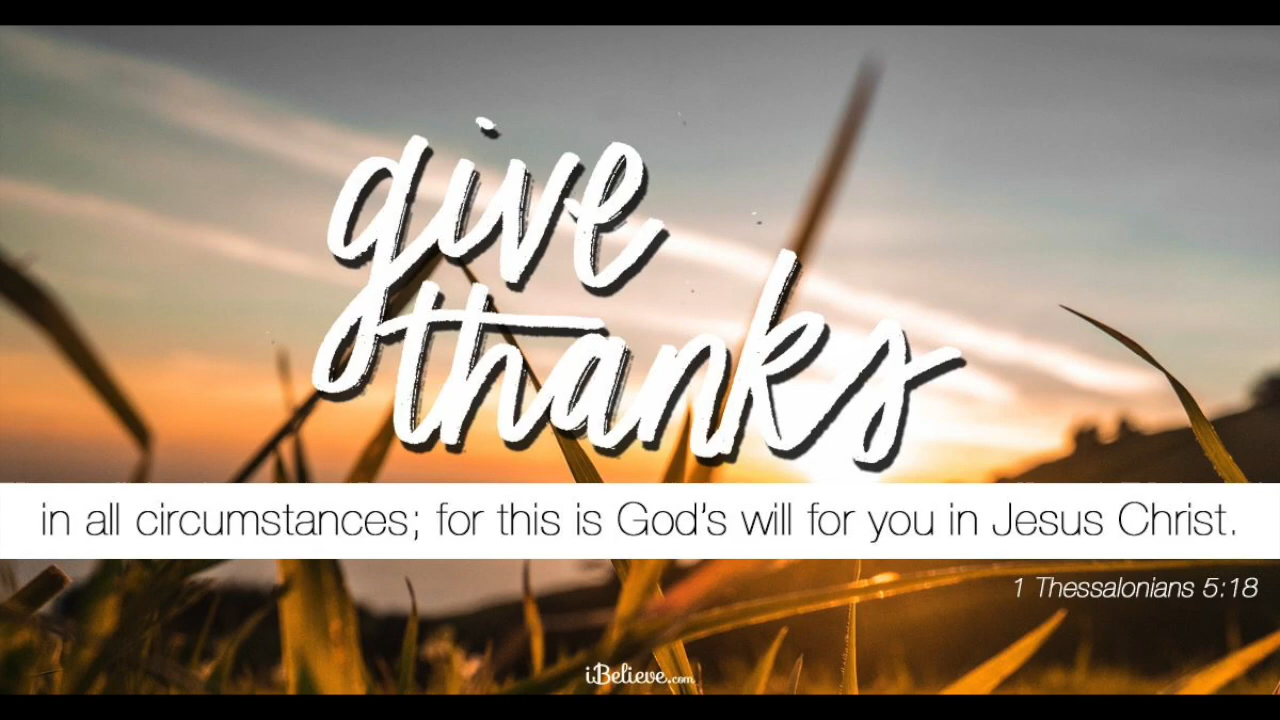 give
thanks
in all circumstances; for this is God's will for you in Jesus Christ.
1 Thessalonians 5:18
iBelieve.com